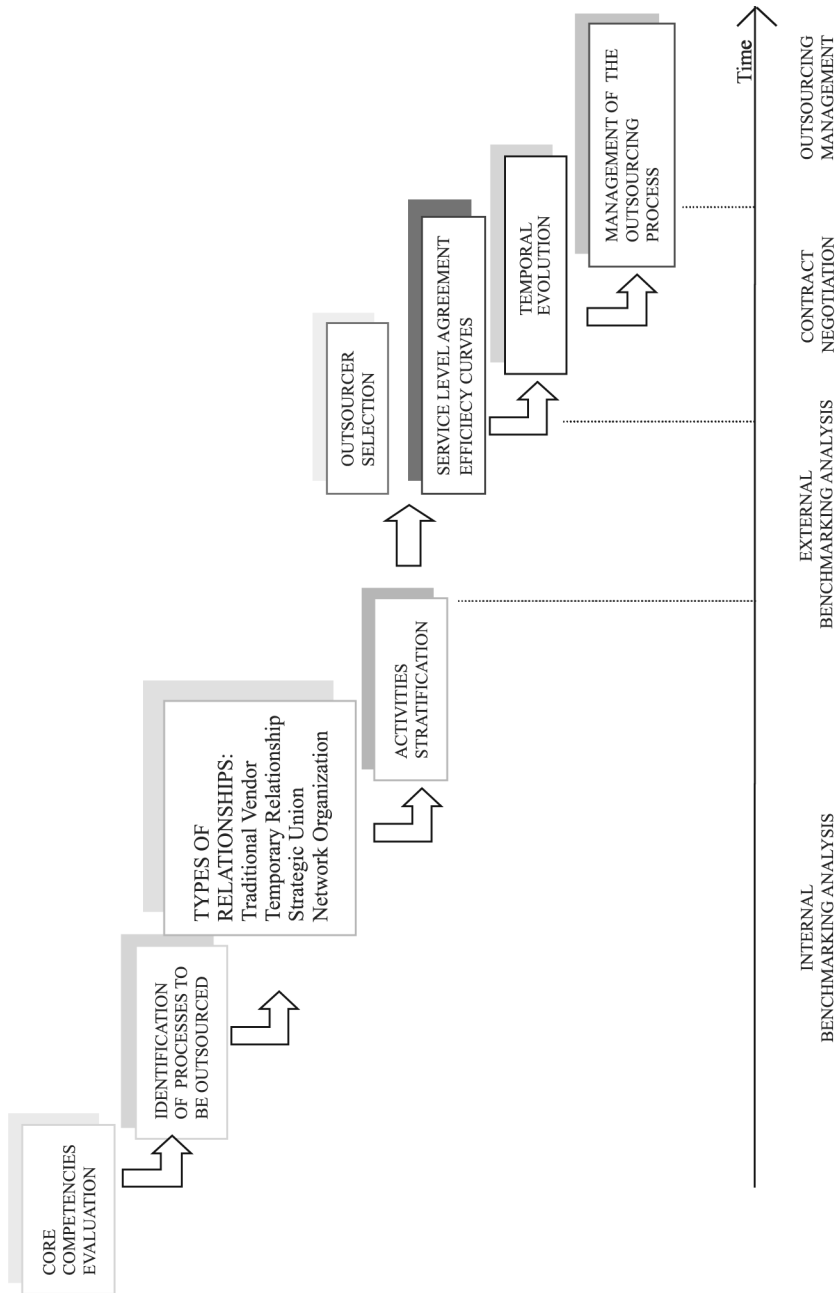 CORE
COMPETENCIES
EVALUATION
IDENTIFICATION
OF PROCESSES TO
BE OUTSOURCED
TYPES OF
RELATIONSHIPS:
Traditional Vendor
Temporary Relationship
Strategic Union
Network Organization
ACTIVITIES
STRATIFICATION
OUTSOURCER
SELECTION
SERVICE LEVEL AGREEMENT
EFFICIECY CURVES
TEMPORAL
EVOLUTION
MANAGEMENT OF THE
OUTSOURCING
PROCESS
Time
INTERNAL
BENCHMARKING ANALYSIS
EXTERNAL
BENCHMARKING ANALYSIS
CONTRACT
NEGOTIATION
OUTSOURCING
MANAGEMENT